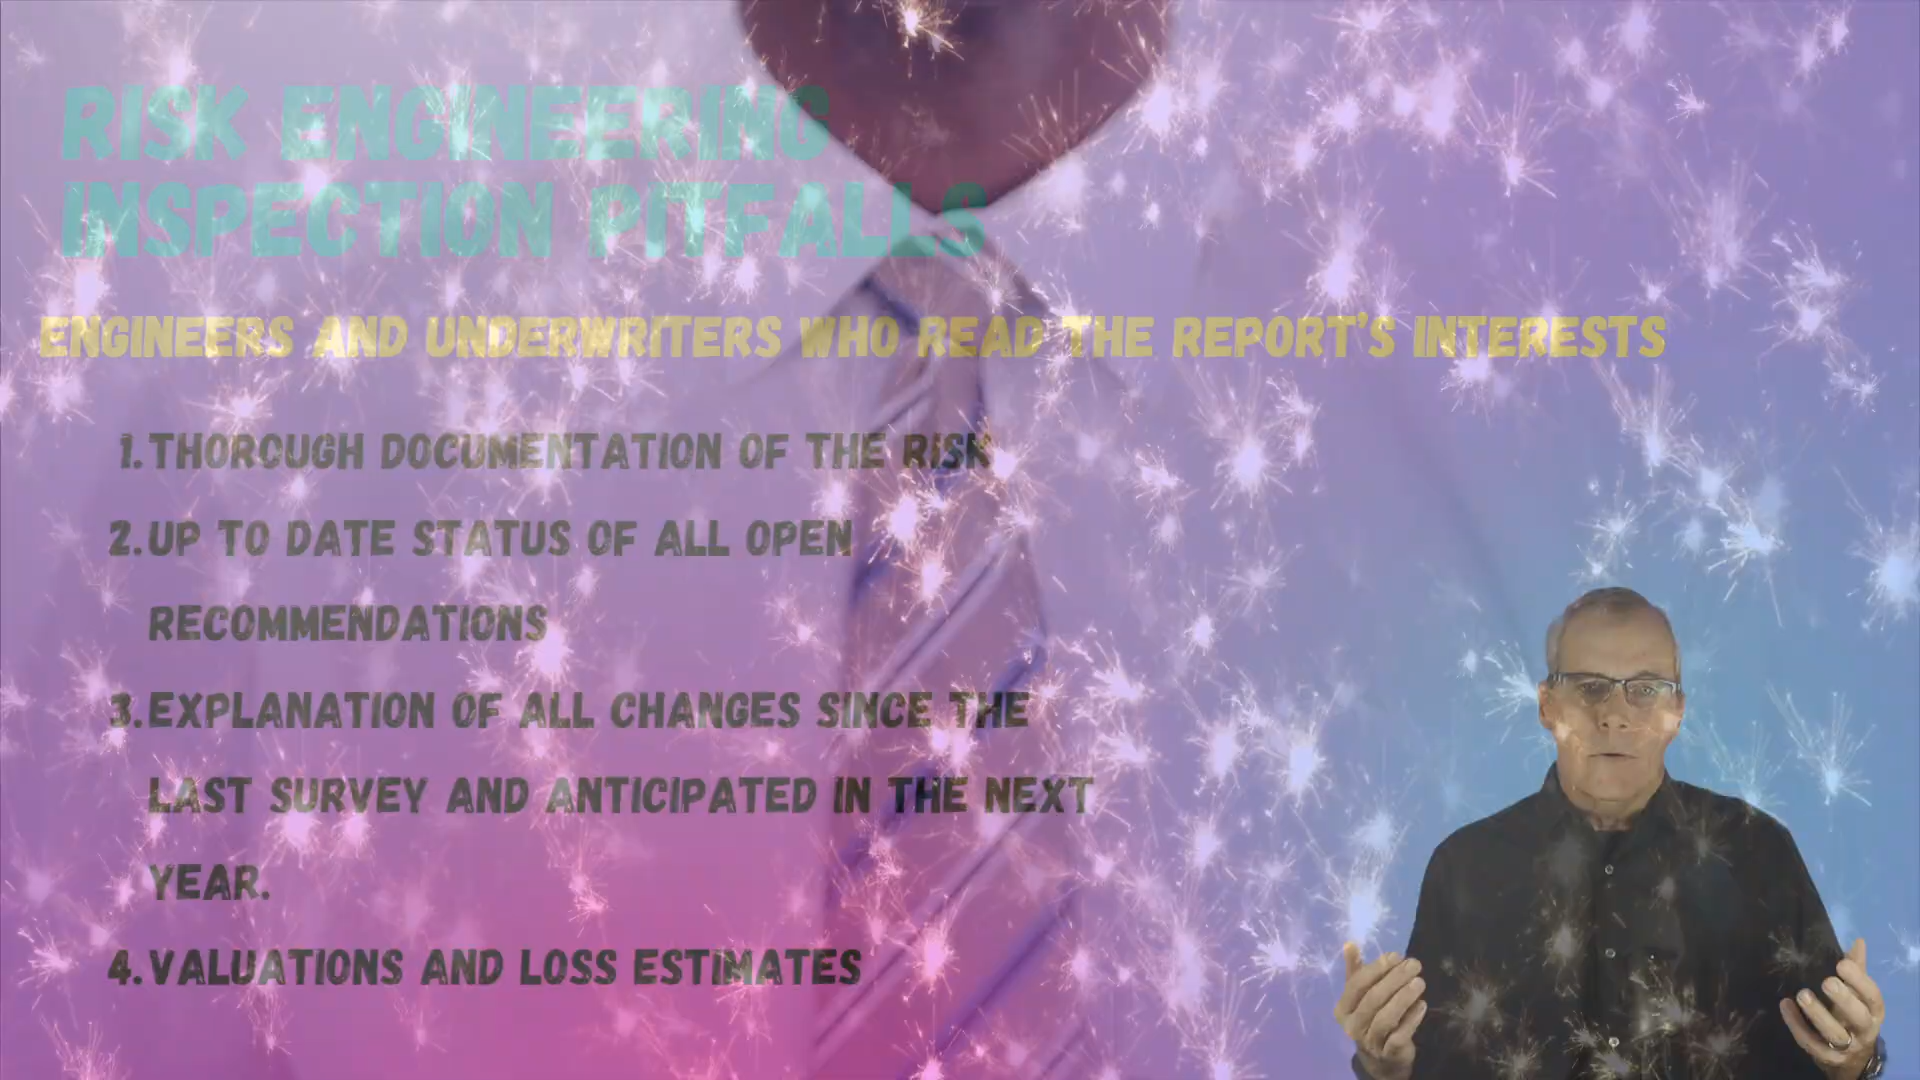 RISK ENGINEERING
INSPECTION PITFALLS
ENGINEERS AND UNDERWRITERS WHO READ THE REPORT'S INTERESTS
1. THOROUGH DOCUMENTATION OF THE RISK
2. UP TO DATE STATUS OF ALL OPEN
RECOMMENDATIONS
3. EXPLANATION OF ALL CHANGES SINCE THE
LAST SURVEY AND ANTICIPATED IN THE NEXT
YEAR.
4. VALUATIONS AND LOSS ESTIMATES